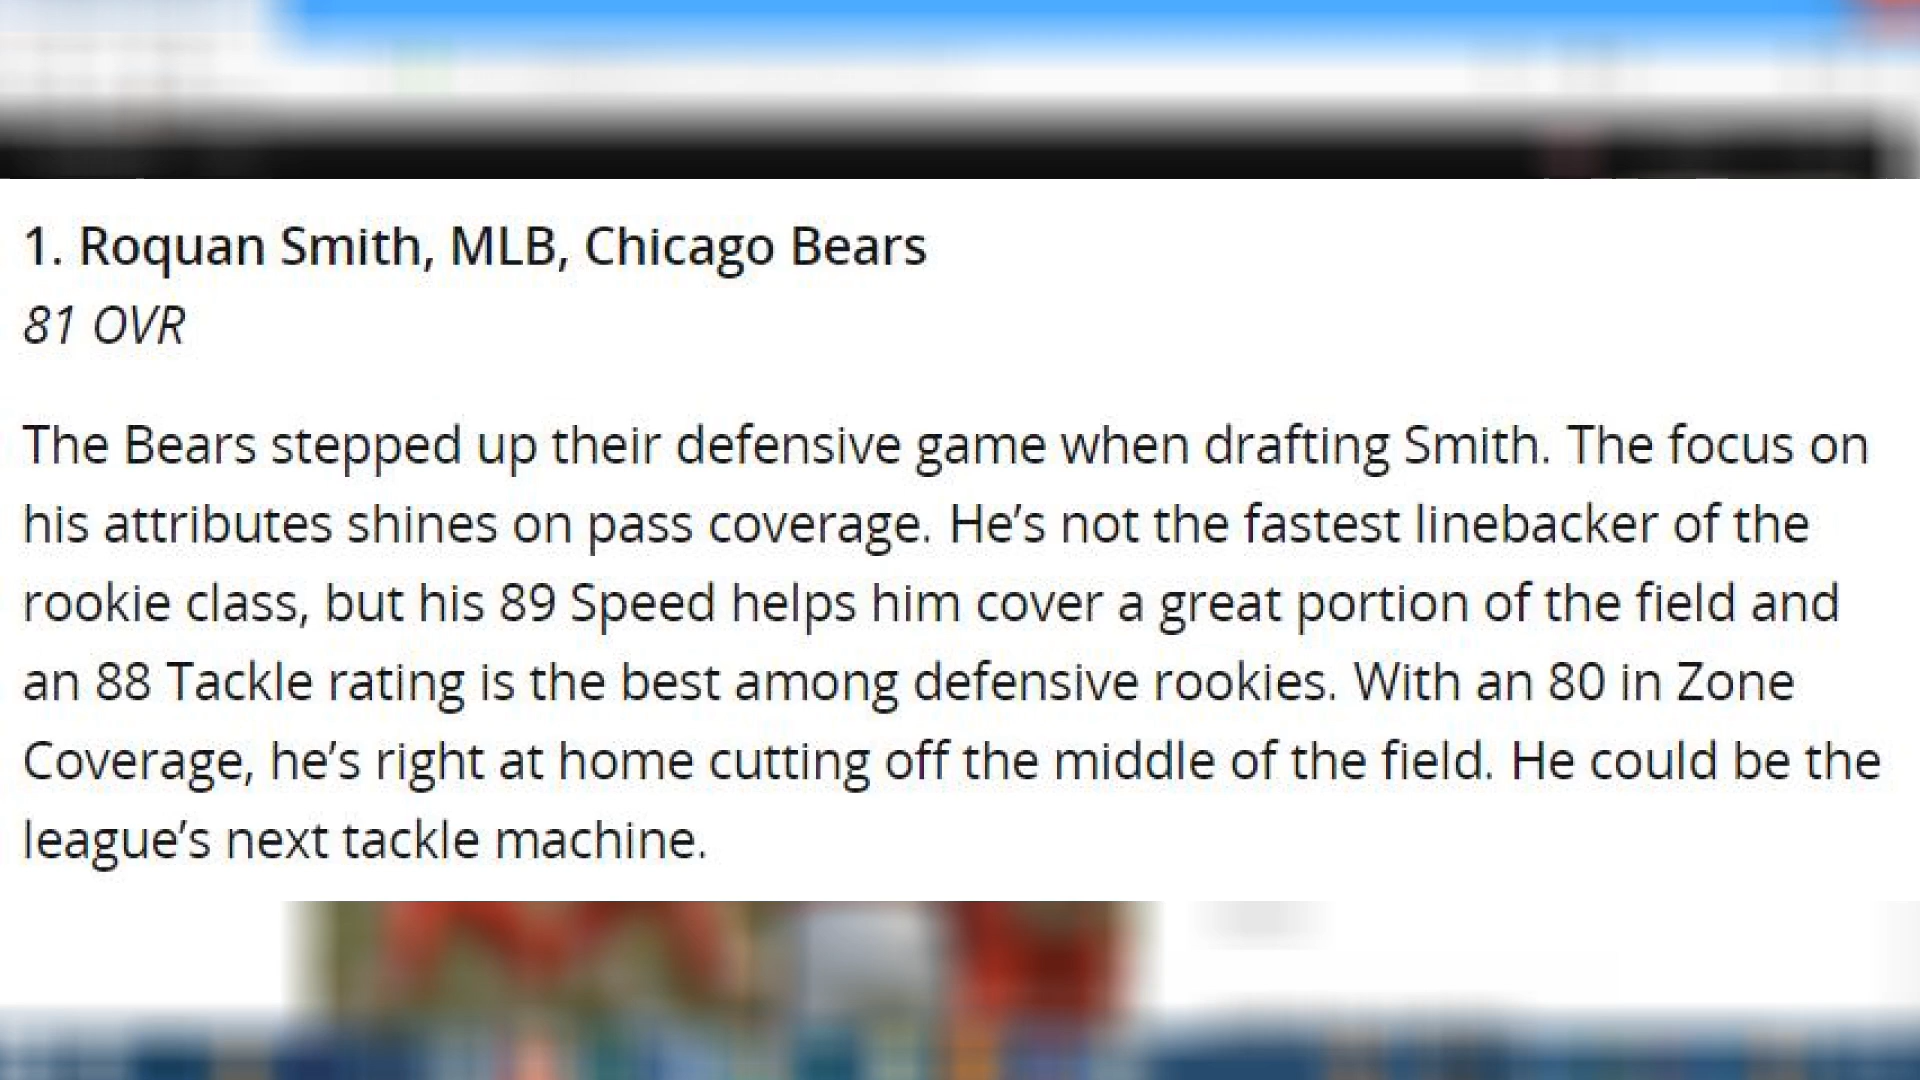 1. Roquan Smith, MLB, Chicago Bears
81 OVR
The Bears stepped up their defensive game when drafting Smith. The focus on
his attributes shines on pass coverage. He’s not the fastest linebacker of the
rookie class, but his 89 Speed helps him cover a great portion of the field and
an 88 Tackle rating is the best among defensive rookies. With an 80 in Zone
Coverage, he’s right at home cutting off the middle of the field. He could be the
league’s next tackle machine.